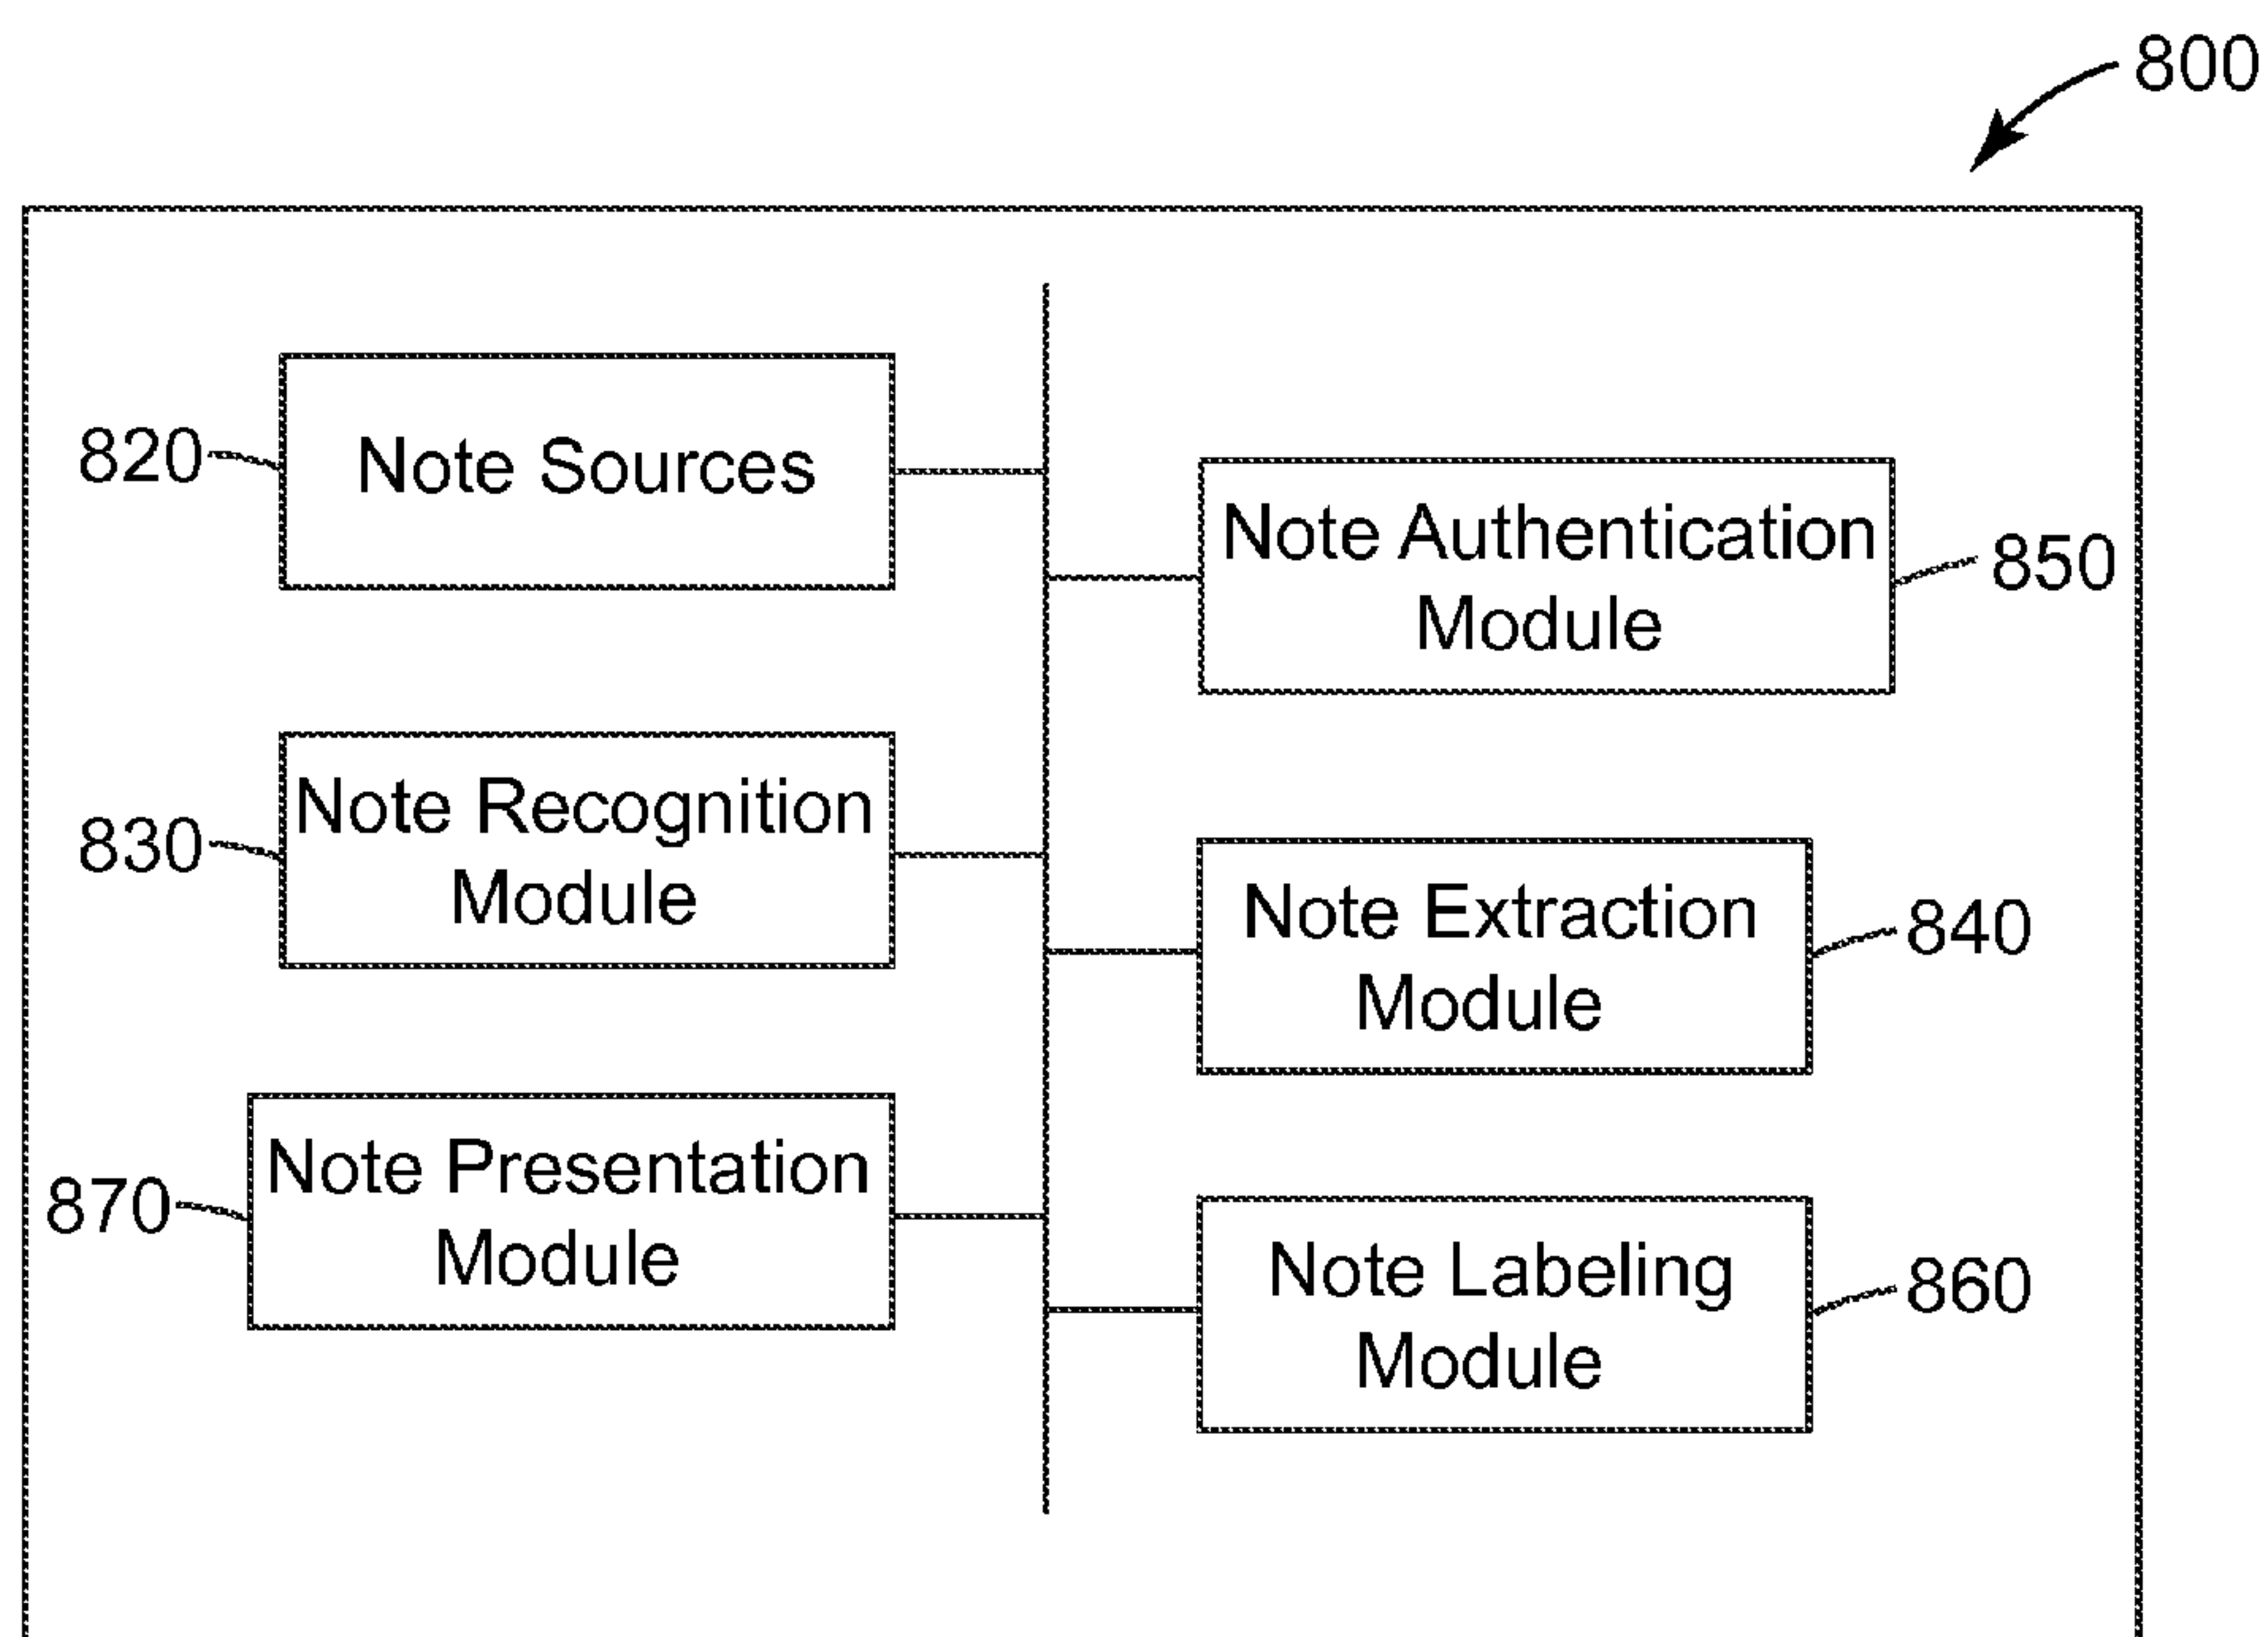 800
820
Note Sources
Note Authentication
Module
850
830
Note Recognition
Module
Note Extraction
Module
840
870
Note Presentation
Module
Note Labeling
Module
860